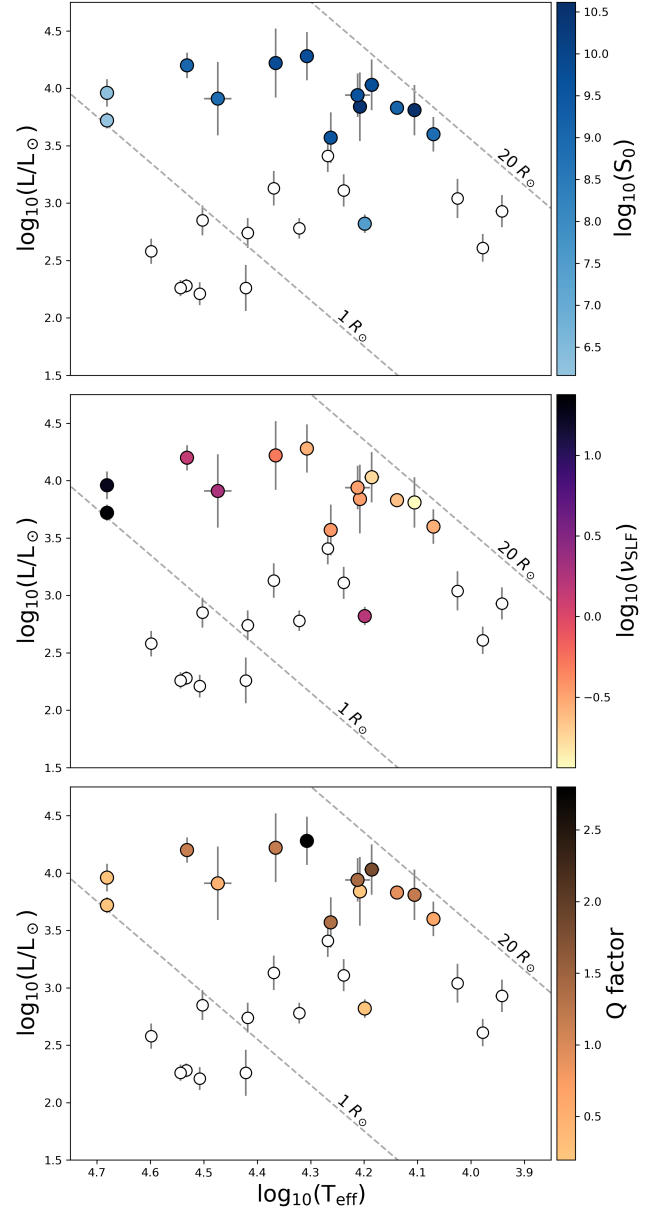 4.5
4.0
3.5
3.0
2.5
2.0
1.5
log₁₀(L/L☉)
20 R☉
1 R☉
10.5
10.0
9.5
9.0
8.5
8.0
7.5
7.0
6.5
log₁₀(S₀)
4.5
4.0
3.5
3.0
2.5
2.0
1.5
log₁₀(L/L☉)
20 R☉
1 R☉
1.0
0.5
0.0
−0.5
log₁₀(ν_SLF)
4.5
4.0
3.5
3.0
2.5
2.0
1.5
log₁₀(L/L☉)
20 R☉
1 R☉
2.5
2.0
1.5
1.0
0.5
Q factor
4.7 4.6 4.5 4.4 4.3 4.2 4.1 4.0 3.9
log₁₀(T_eff)